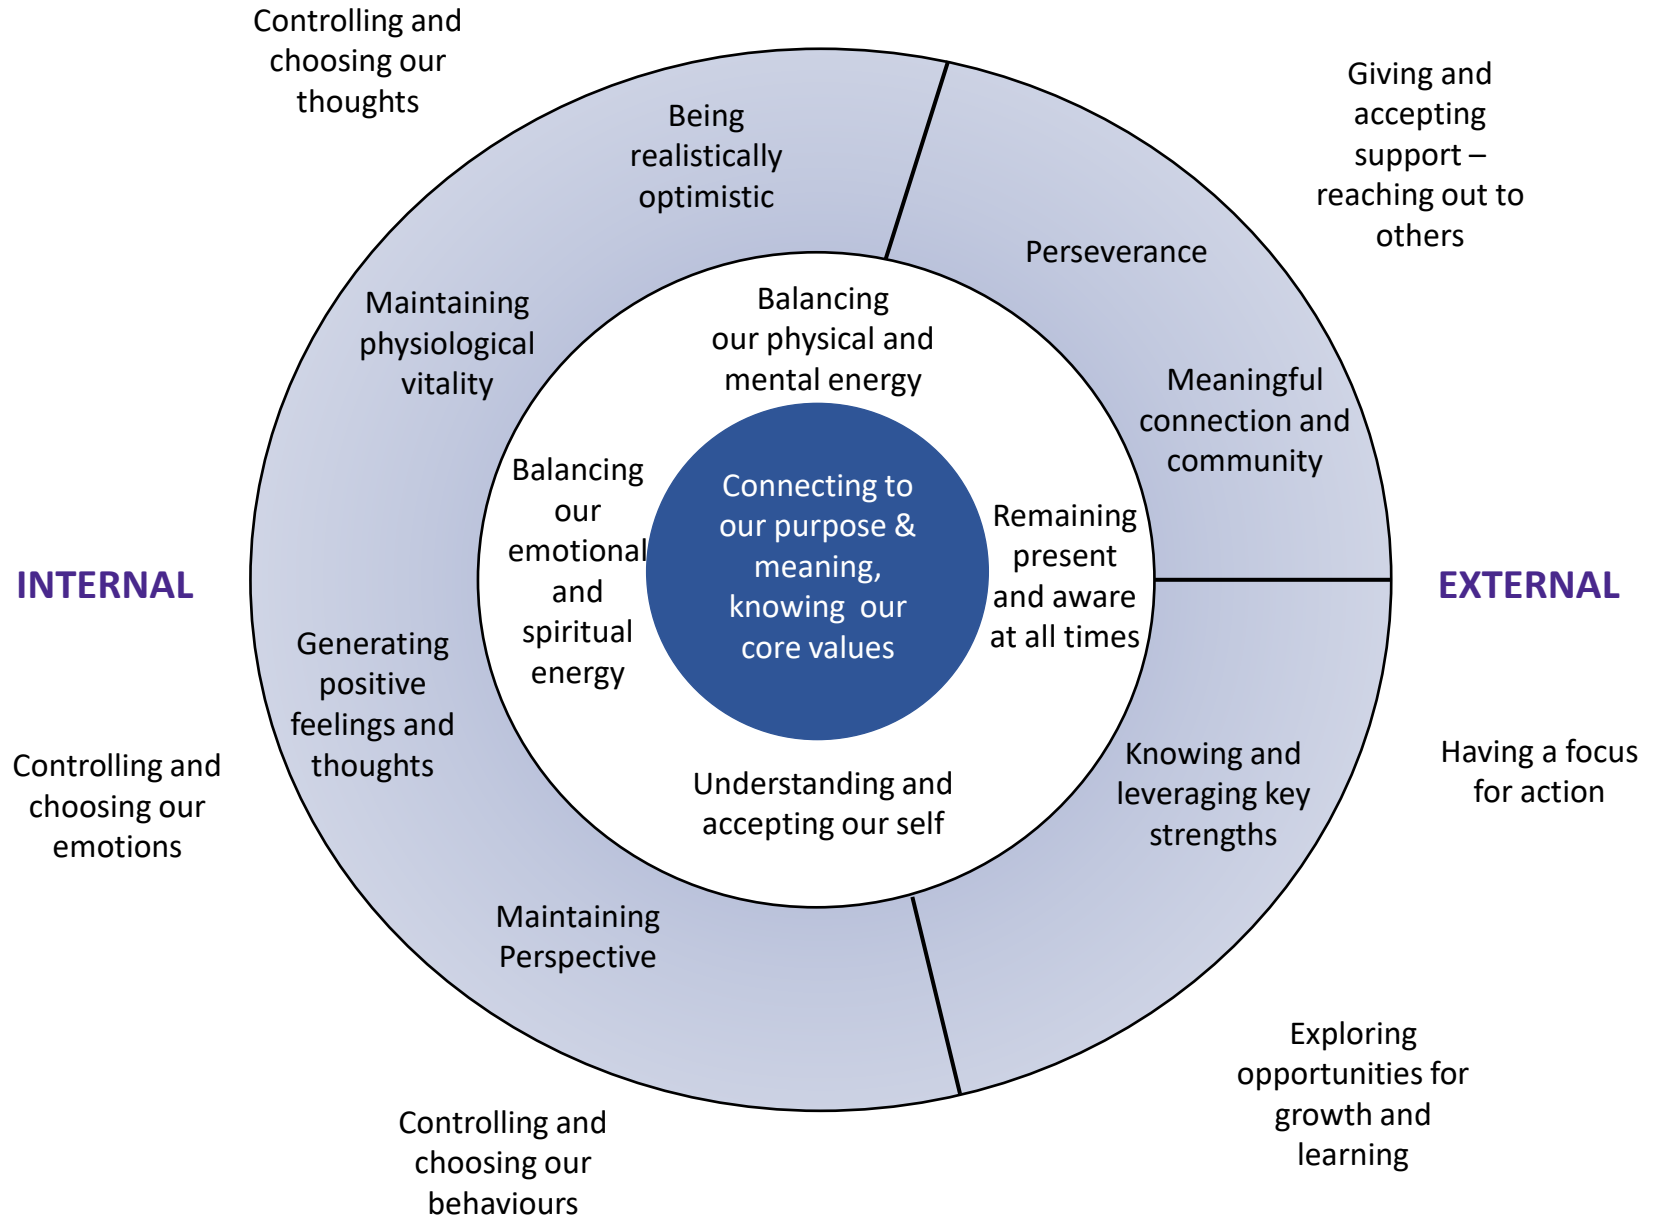 Controlling and
choosing our
thoughts
Giving and
accepting
support –
reaching out to
others
Being
realistically
optimistic
Perseverance
Maintaining
physiological
vitality
Balancing
our physical and
mental energy
Meaningful
connection and
community
Balancing
our
emotional
and
spiritual
energy
Connecting to
our purpose &
meaning,
knowing  our
core values
Remaining
present
and aware
at all times
INTERNAL
EXTERNAL
Generating
positive
feelings and
thoughts
Controlling and
choosing our
emotions
Understanding and
accepting our self
Knowing and
leveraging key
strengths
Having a focus
for action
Maintaining
Perspective
Exploring
opportunities for
growth and
learning
Controlling and
choosing our
behaviours